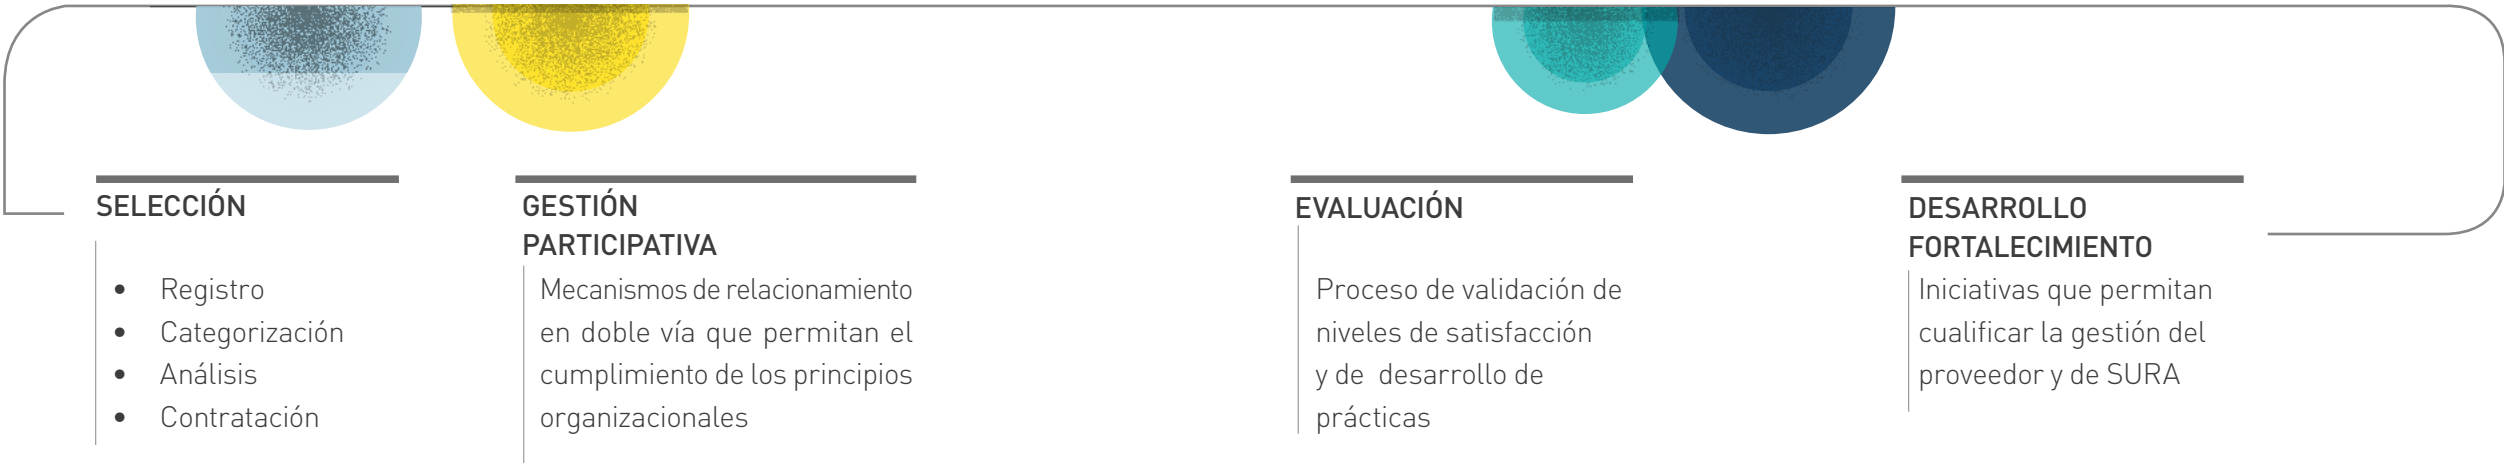 SELECCIÓN
• Registro
• Categorización
• Análisis
• Contratación
GESTIÓN
PARTICIPATIVA
Mecanismos de relacionamiento
en doble vía que permitan el
cumplimiento de los principios
organizacionales
EVALUACIÓN
Proceso de validación de
niveles de satisfacción
y de desarrollo de
prácticas
DESARROLLO
FORTALECIMIENTO
Iniciativas que permitan
cualificar la gestión del
proveedor y de SURA